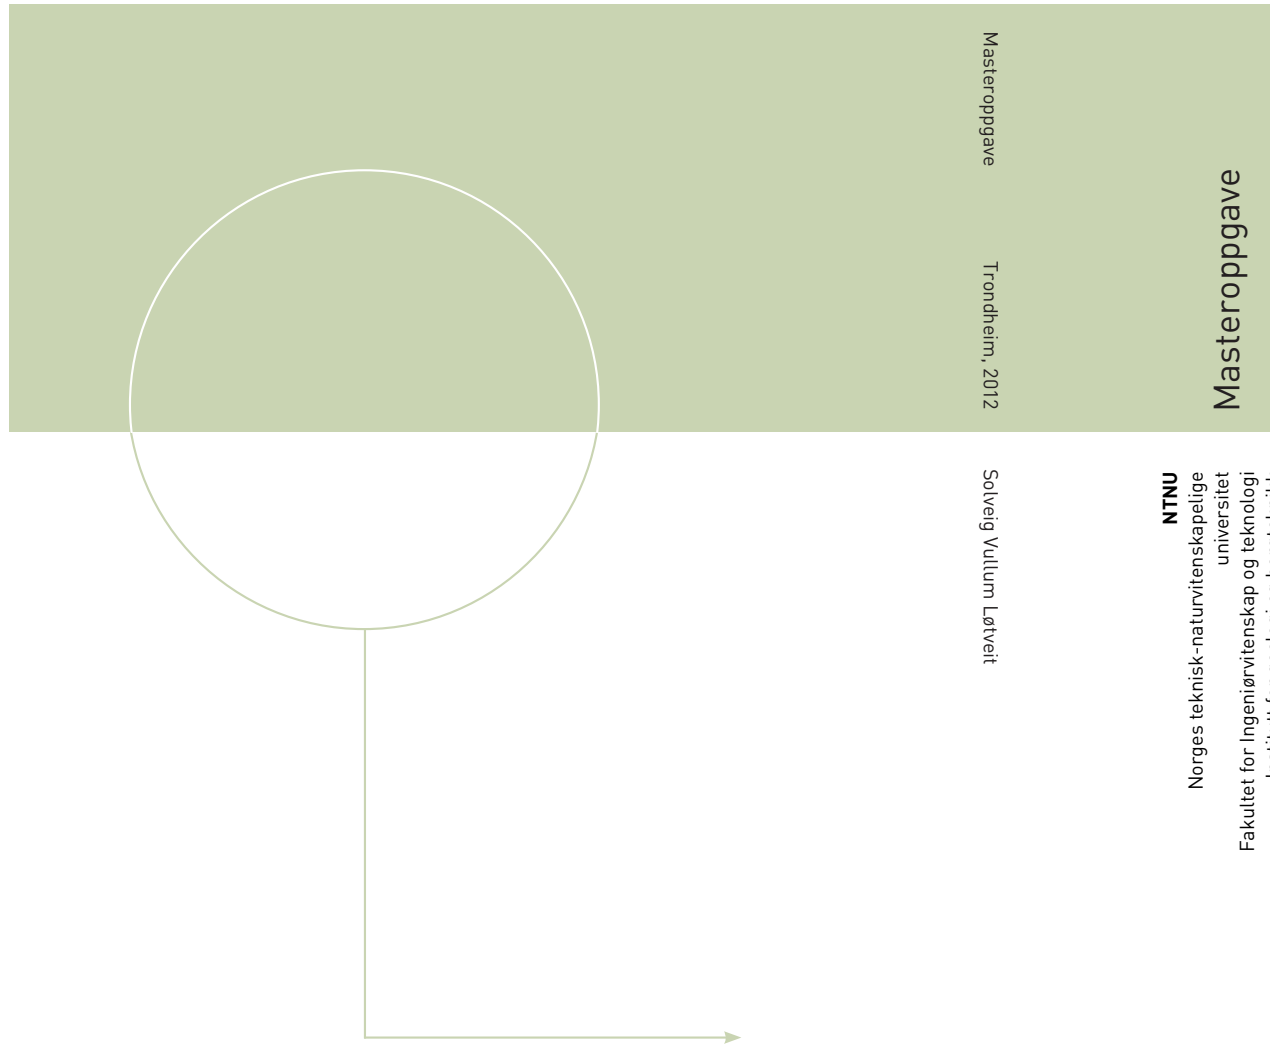 Masteroppgave
Trondheim, 2012
Solveig Vullum Løtveit
Masteroppgave
NTNU
Norges teknisk-naturvitenskapelige
universitet
Fakultet for Ingeniørvitenskap og teknologi